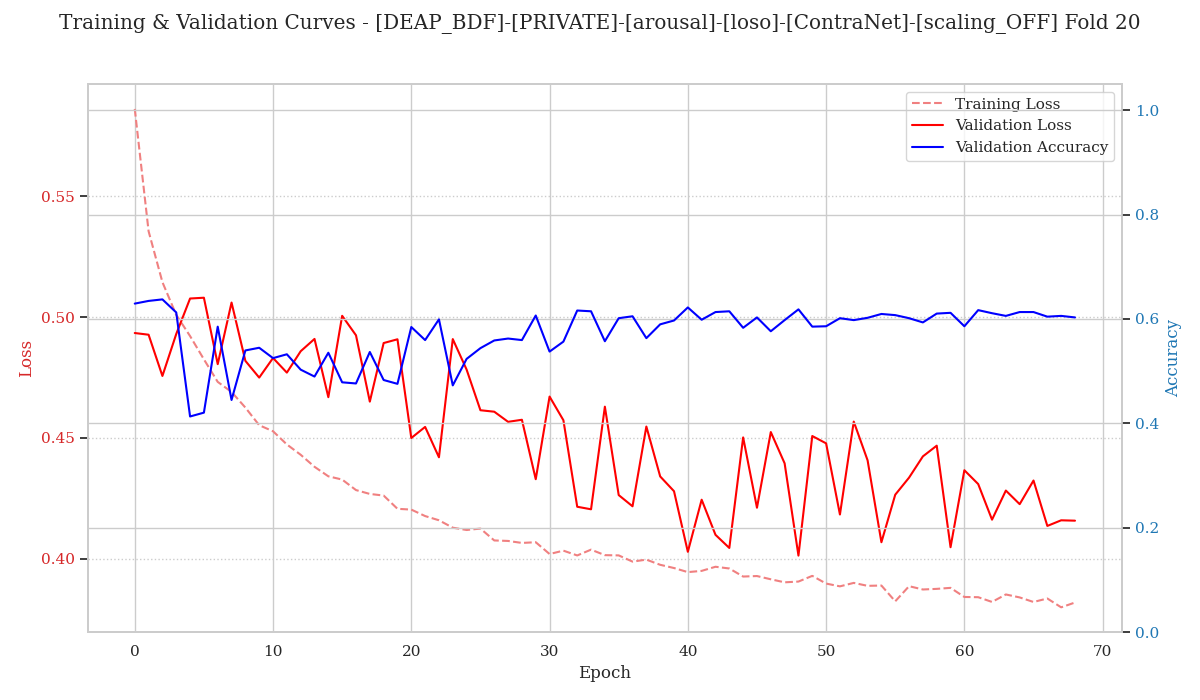 Training & Validation Curves - [DEAP_BDF]-[PRIVATE]-[arousal]-[loso]-[ContraNet]-[scaling_OFF] Fold 20
Training Loss
Validation Loss
Validation Accuracy
Loss
0.55
0.50
0.45
0.40
1.0
0.8
0.6
0.4
0.2
0.0
Accuracy
0
10
20
30
40
50
60
70
Epoch